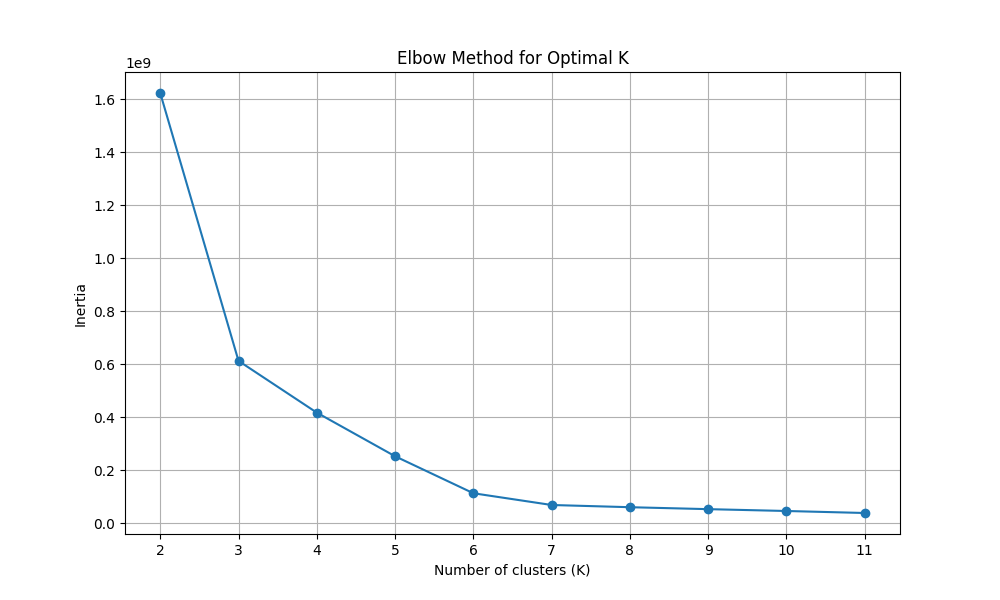 Elbow Method for Optimal K
1e9
1.6
1.4
1.2
1.0
0.8
0.6
0.4
0.2
0.0
Inertia
2 3 4 5 6 7 8 9 10 11
Number of clusters (K)